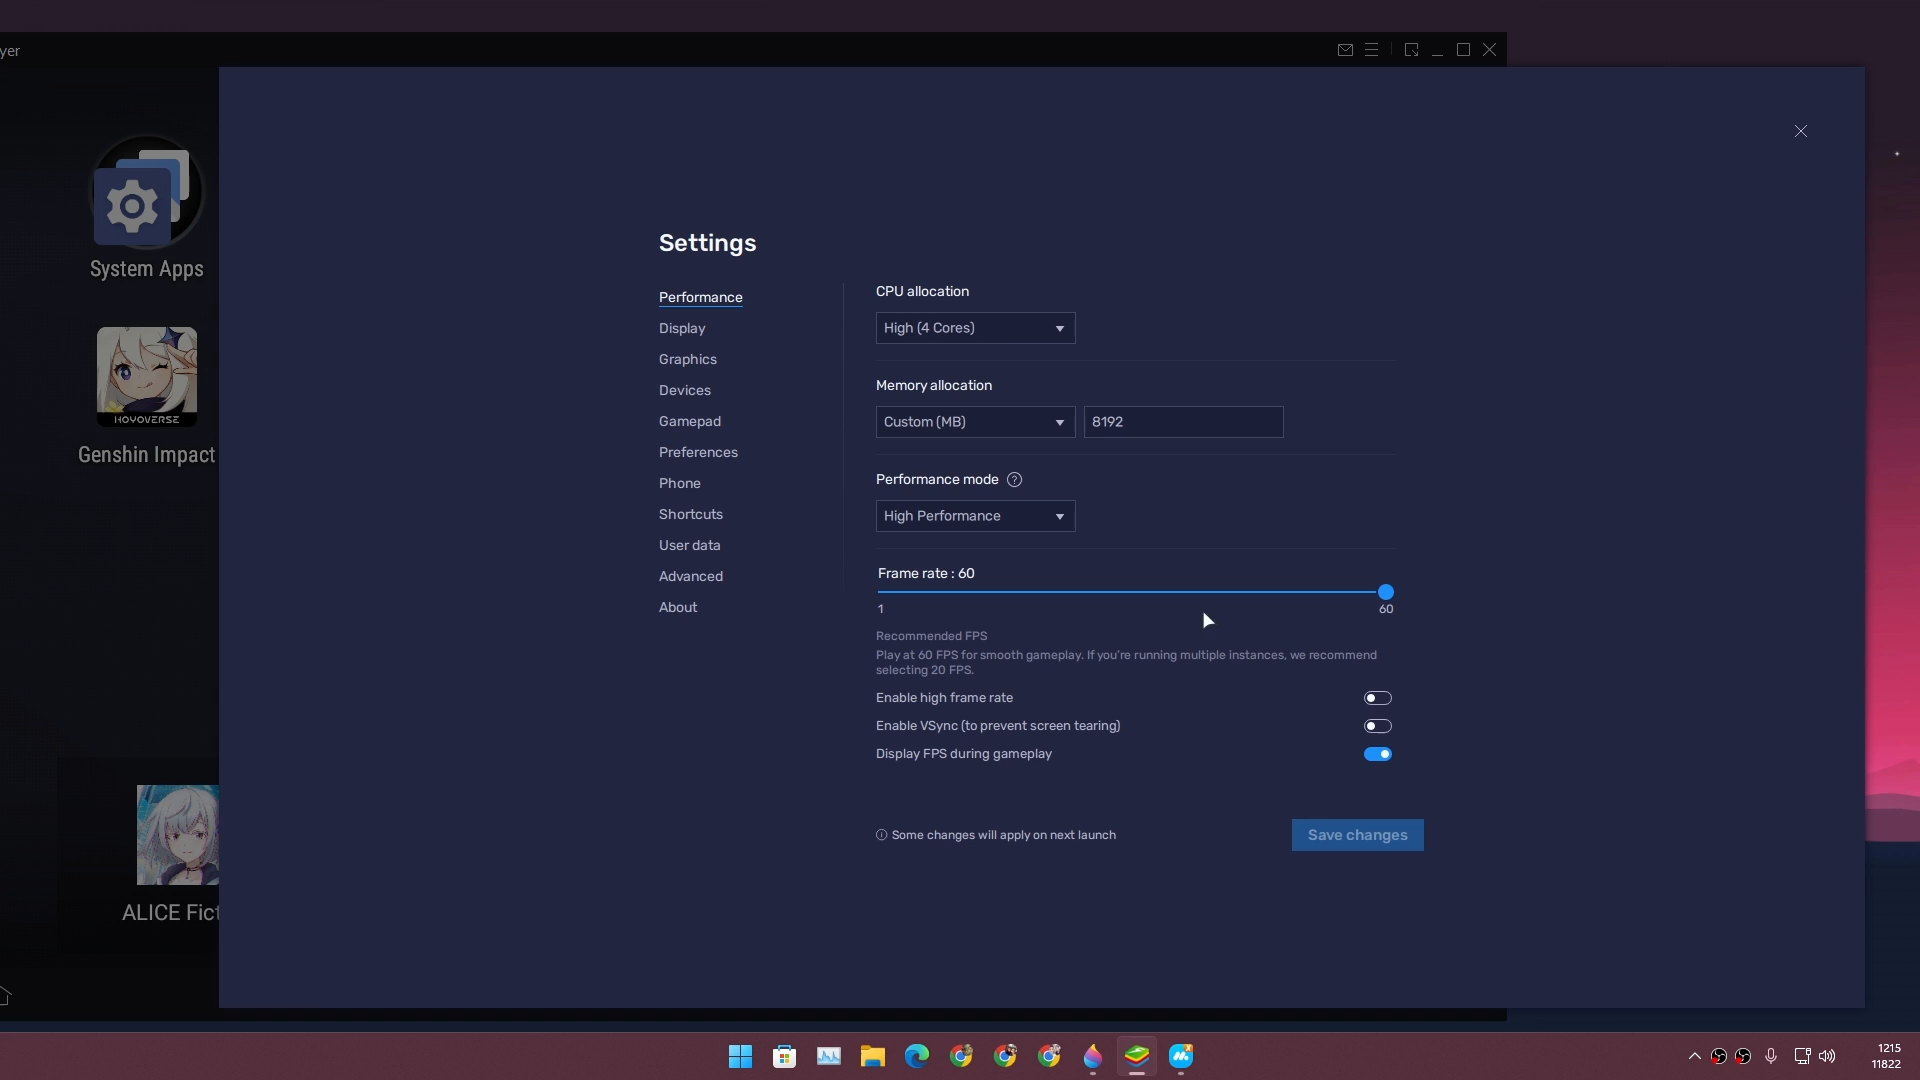 yer
System Apps
HOYOVERSE
Genshin Impact
ALICE Fict
Settings
Performance
Display
Graphics
Devices
Gamepad
Preferences
Phone
Shortcuts
User data
Advanced
About
CPU allocation
High (4 Cores)
Memory allocation
Custom (MB)
8192
Performance mode ?
High Performance
Frame rate : 60
1
60
Recommended FPS
Play at 60 FPS for smooth gameplay. If you're running multiple instances, we recommend
selecting 20 FPS.
Enable high frame rate
Enable VSync (to prevent screen tearing)
Display FPS during gameplay
Some changes will apply on next launch
Save changes
1215
11822